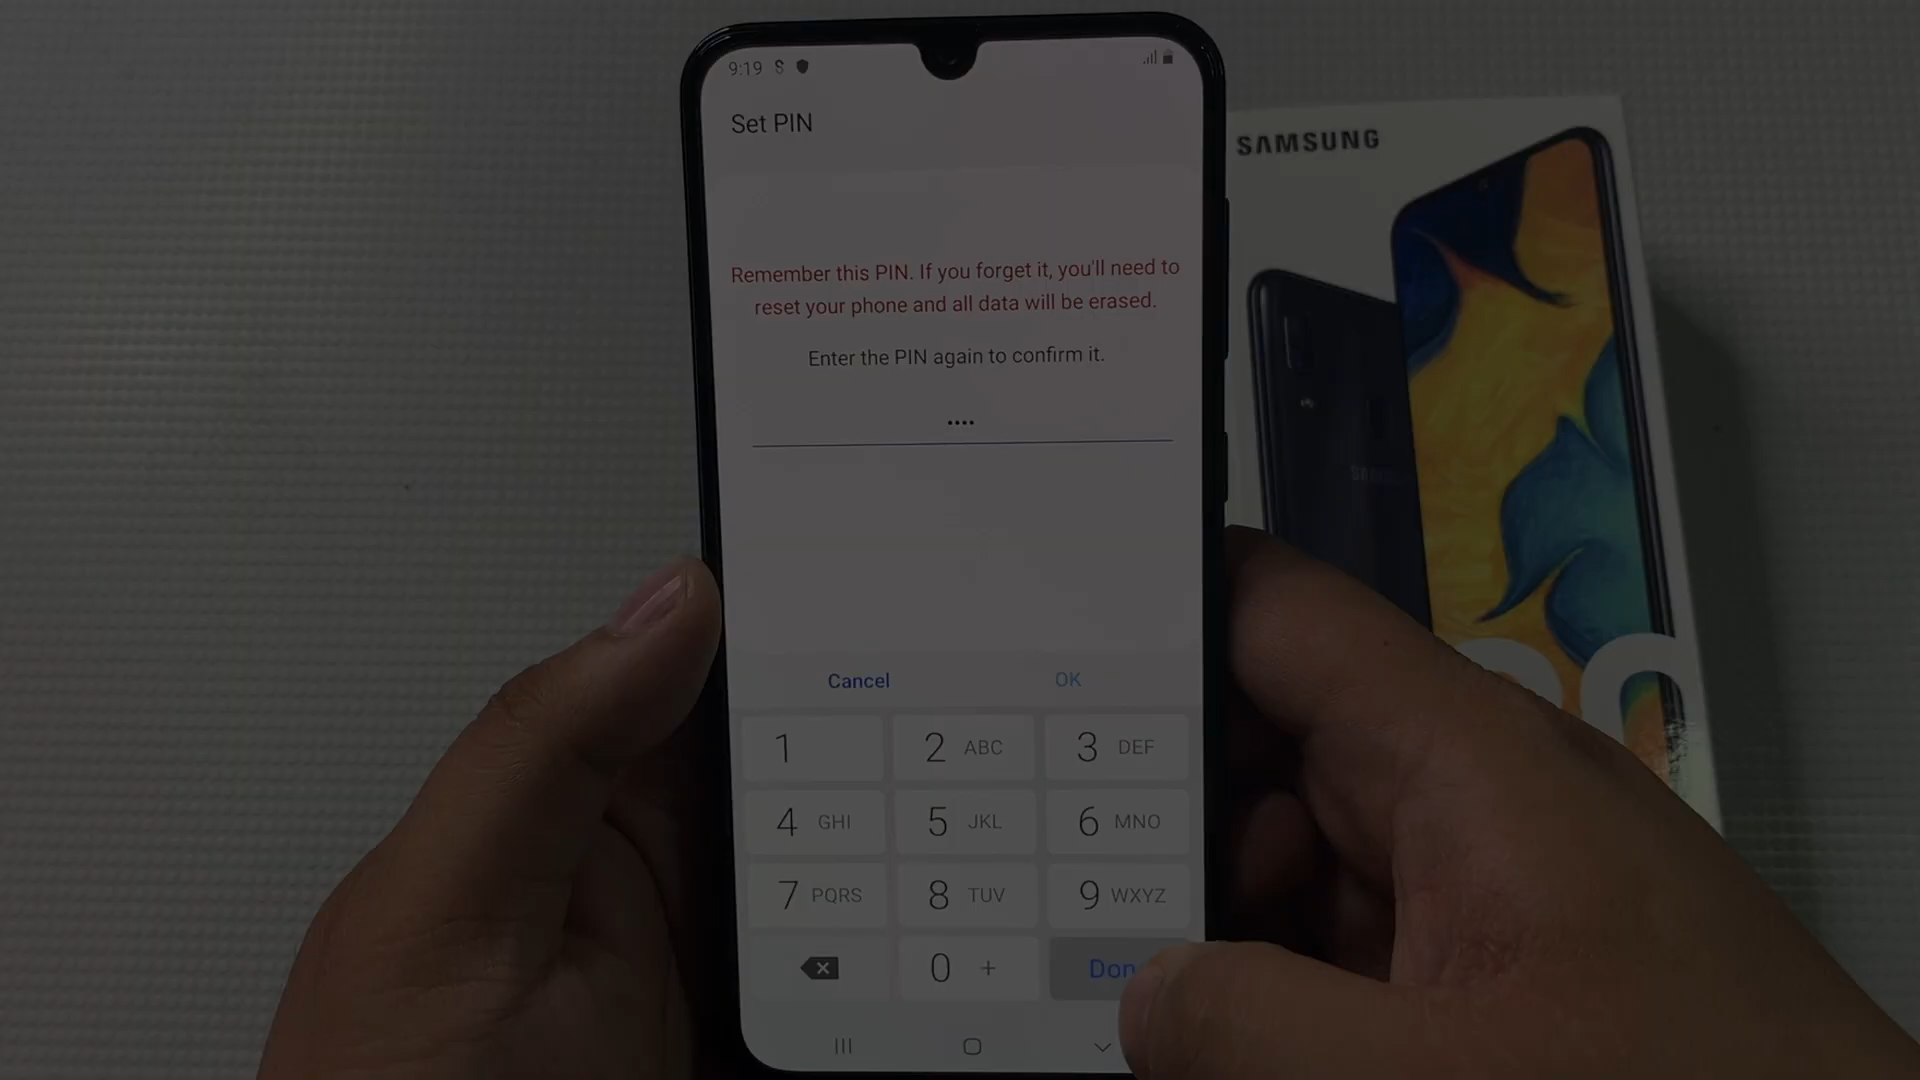 9:19
Set PIN
SAMSUNG
Remember this PIN. If you forget it, you'll need to
reset your phone and all data will be erased.
Enter the PIN again to confirm it.
Cancel OK
1 2 ABC 3 DEF
4 GHI 5 JKL 6 MNO
7 PQRS 8 TUV 9 WXYZ
0 + Don